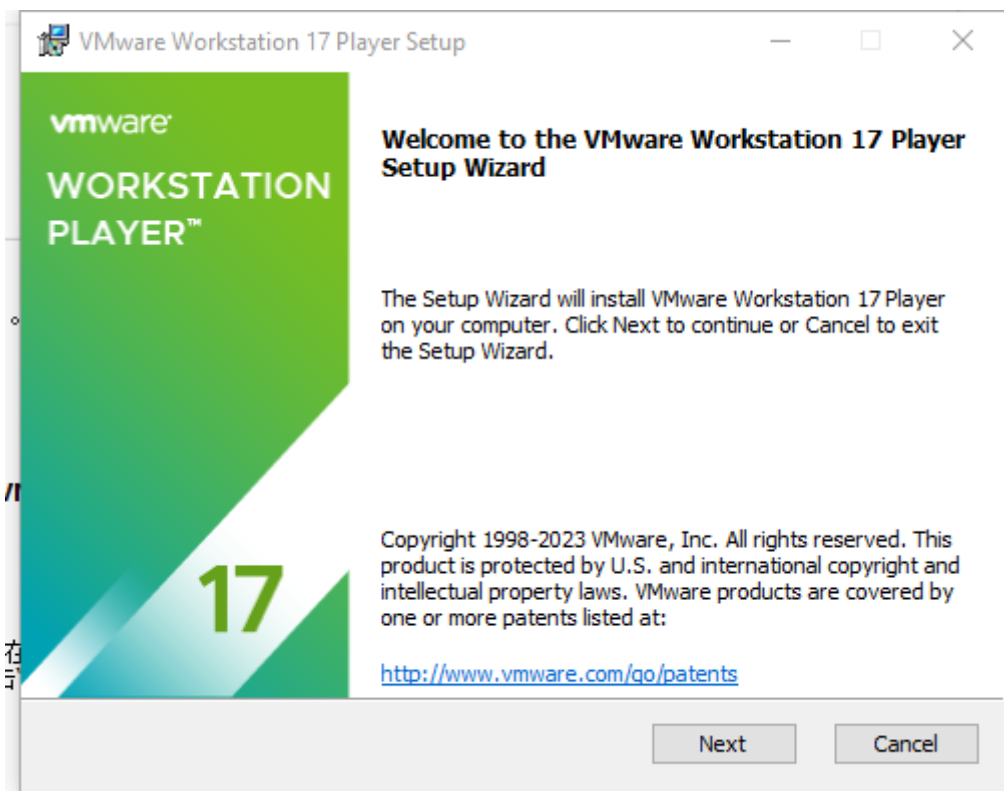 VMware Workstation 17 Player Setup
vmware
WORKSTATION
PLAYER™
Welcome to the VMware Workstation 17 Player
Setup Wizard
The Setup Wizard will install VMware Workstation 17 Player
on your computer. Click Next to continue or Cancel to exit
the Setup Wizard.
Copyright 1998-2023 VMware, Inc. All rights reserved. This
product is protected by U.S. and international copyright and
intellectual property laws. VMware products are covered by
one or more patents listed at:
17
http://www.vmware.com/go/patents
Next
Cancel